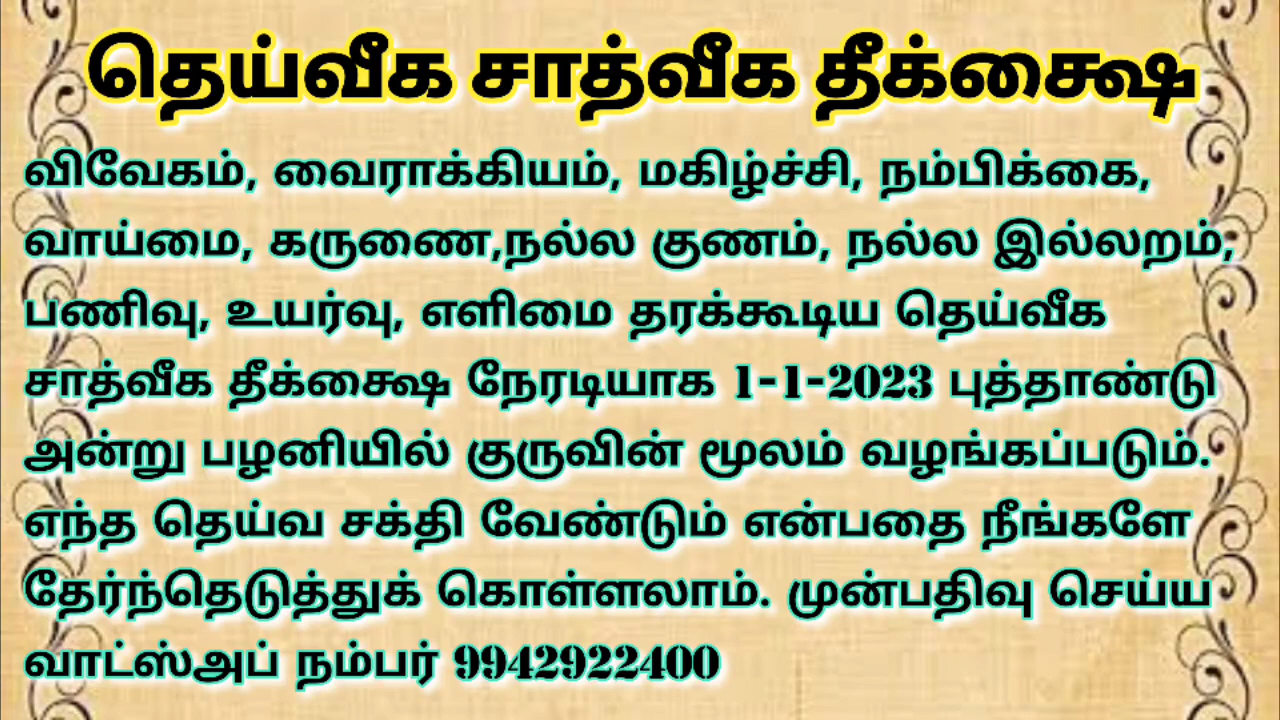 தெய்வீக சாத்வீக தீக்க்ஷை
விவேகம், வைராக்கியம், மகிழ்ச்சி, நம்பிக்கை,
வாய்மை, கருணை,நல்ல குணம், நல்ல இல்லறம்,
பணிவு, உயர்வு, எளிமை தரக்கூடிய தெய்வீக
சாத்வீக தீக்க்ஷை நேரடியாக 1-1-2023 புத்தாண்டு
அன்று பழனியில் குருவின் மூலம் வழங்கப்படும்.
எந்த தெய்வ சக்தி வேண்டும் என்பதை நீங்களே
தேர்ந்தெடுத்துக் கொள்ளலாம். முன்பதிவு செய்ய
வாட்ஸ்அப் நம்பர் 9942922400